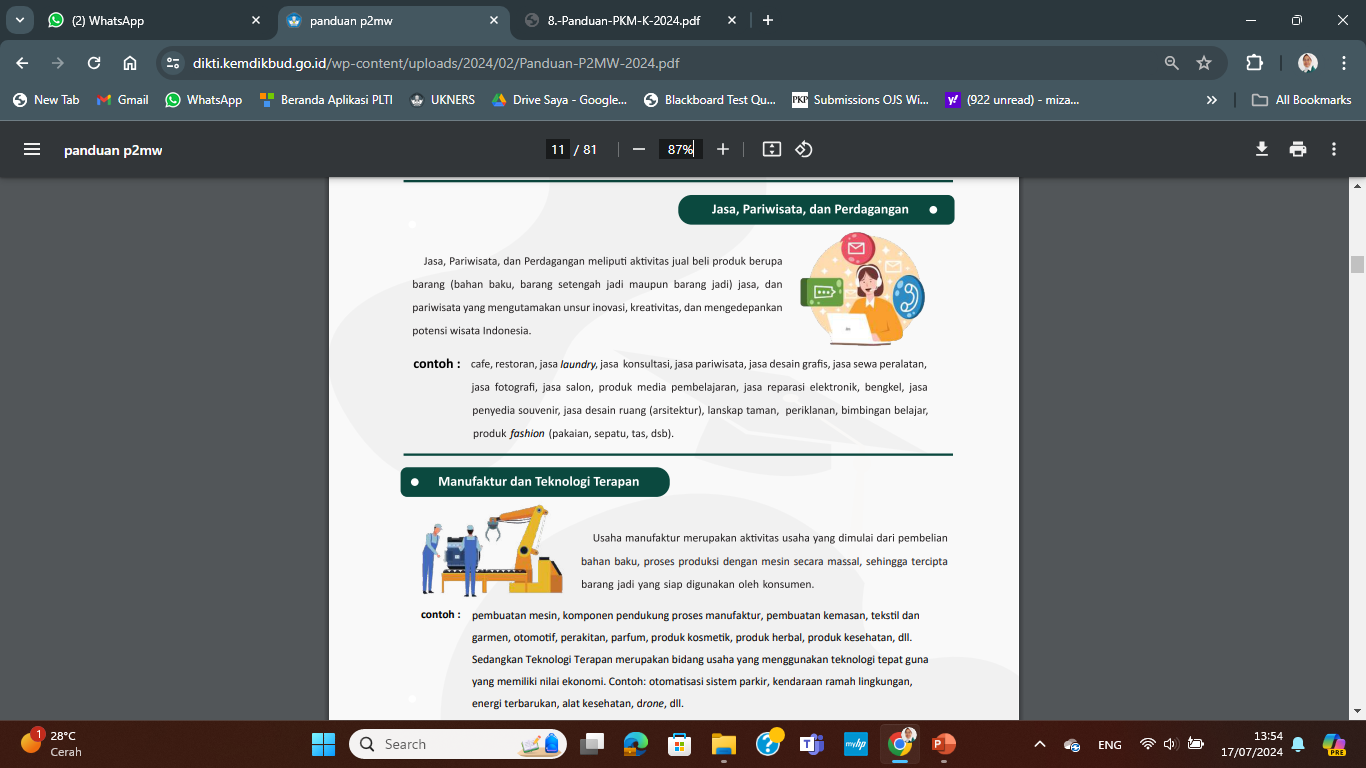 (2) WhatsApp
panduan p2mw
8.-Panduan-PKM-K-2024.pdf
dikti.kemdikbud.go.id/wp-content/uploads/2024/02/Panduan-P2MW-2024.pdf
New Tab
Gmail
WhatsApp
Beranda Aplikasi PLTI
UKNERS
Drive Saya - Google...
Blackboard Test Qu...
PKP
Submissions OJS Wi...
y!
(922 unread) - miza...
All Bookmarks
panduan p2mw
11 / 81
87%
Jasa, Pariwisata, dan Perdagangan
Jasa, Pariwisata, dan Perdagangan meliputi aktivitas jual beli produk berupa
barang (bahan baku, barang setengah jadi maupun barang jadi) jasa, dan
pariwisata yang mengutamakan unsur inovasi, kreativitas, dan mengedepankan
potensi wisata Indonesia.
contoh : cafe, restoran, jasa laundry, jasa konsultasi, jasa pariwisata, jasa desain grafis, jasa sewa peralatan,
jasa fotografi, jasa salon, produk media pembelajaran, jasa reparasi elektronik, bengkel, jasa
penyedia souvenir, jasa desain ruang (arsitektur), lanskap taman, periklanan, bimbingan belajar,
produk fashion (pakaian, sepatu, tas, dsb).
Manufaktur dan Teknologi Terapan
Usaha manufaktur merupakan aktivitas usaha yang dimulai dari pembelian
bahan baku, proses produksi dengan mesin secara massal, sehingga tercipta
barang jadi yang siap digunakan oleh konsumen.
contoh : pembuatan mesin, komponen pendukung proses manufaktur, pembuatan kemasan, tekstil dan
garmen, otomotif, perakitan, parfum, produk kosmetik, produk herbal, produk kesehatan, dll.
Sedangkan Teknologi Terapan merupakan bidang usaha yang menggunakan teknologi tepat guna
yang memiliki nilai ekonomi. Contoh: otomatisasi sistem parkir, kendaraan ramah lingkungan,
energi terbarukan, alat kesehatan, drone, dll.
1
28°C
Cerah
Search
myhp
ENG
13:54
17/07/2024
PRE